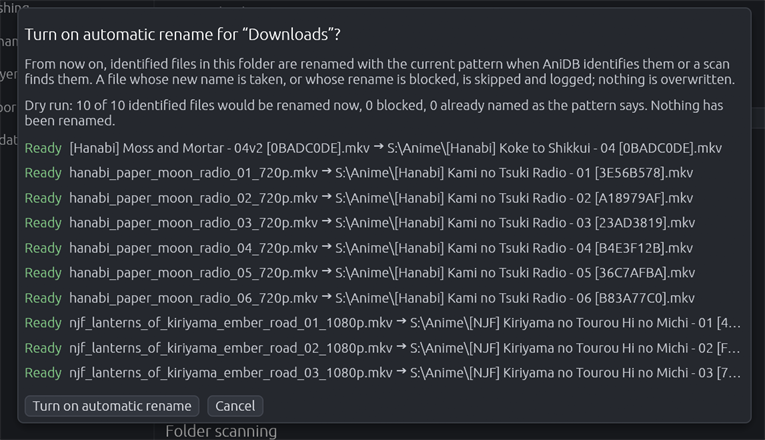 shing
Turn on automatic rename for “Downloads”?
From now on, identified files in this folder are renamed with the current pattern when AniDB identifies them or a scan
finds them. A file whose new name is taken, or whose rename is blocked, is skipped and logged; nothing is overwritten.
Dry run: 10 of 10 identified files would be renamed now, 0 blocked, 0 already named as the pattern says. Nothing has
been renamed.
Ready [Hanabi] Moss and Mortar - 04v2 [0BADC0DE].mkv → S:\Anime\[Hanabi] Koke to Shikkui - 04 [0BADC0DE].mkv
Ready hanabi_paper_moon_radio_01_720p.mkv → S:\Anime\[Hanabi] Kami no Tsuki Radio - 01 [3E56B578].mkv
Ready hanabi_paper_moon_radio_02_720p.mkv → S:\Anime\[Hanabi] Kami no Tsuki Radio - 02 [A18979AF].mkv
Ready hanabi_paper_moon_radio_03_720p.mkv → S:\Anime\[Hanabi] Kami no Tsuki Radio - 03 [23AD3819].mkv
Ready hanabi_paper_moon_radio_04_720p.mkv → S:\Anime\[Hanabi] Kami no Tsuki Radio - 04 [B4E3F12B].mkv
Ready hanabi_paper_moon_radio_05_720p.mkv → S:\Anime\[Hanabi] Kami no Tsuki Radio - 05 [36C7AFBA].mkv
Ready hanabi_paper_moon_radio_06_720p.mkv → S:\Anime\[Hanabi] Kami no Tsuki Radio - 06 [B83A77C0].mkv
Ready njf_lanterns_of_kiriyama_ember_road_01_1080p.mkv → S:\Anime\[NJF] Kiriyama no Tourou Hi no Michi - 01 [4…
Ready njf_lanterns_of_kiriyama_ember_road_02_1080p.mkv → S:\Anime\[NJF] Kiriyama no Tourou Hi no Michi - 02 [F…
Ready njf_lanterns_of_kiriyama_ember_road_03_1080p.mkv → S:\Anime\[NJF] Kiriyama no Tourou Hi no Michi - 03 [7…
Turn on automatic rename Cancel
Folder scanning